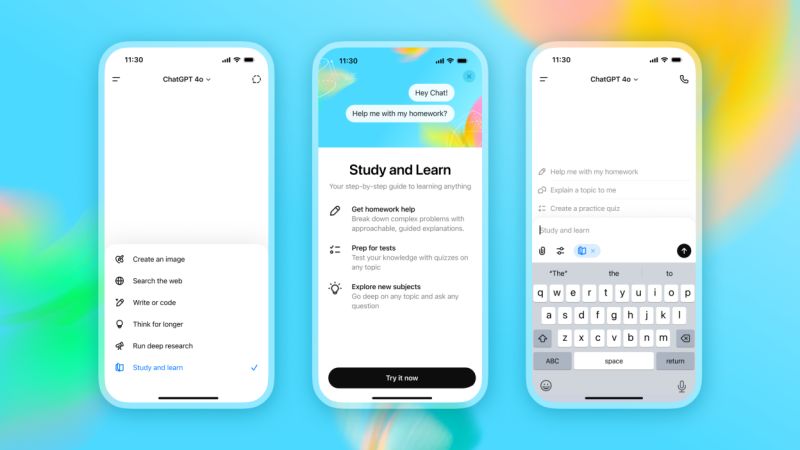 11:30
ChatGPT 4o
Create an image
Search the web
Write or code
Think for longer
Run deep research
Study and learn
11:30
Hey Chat!
Help me with my homework?
Study and Learn
Your step-by-step guide to learning anything
Get homework help
Break down complex problems with
approachable, guided explanations.
Prep for tests
Test your knowledge with quizzes on
any topic
Explore new subjects
Go deep on any topic and ask any
question
Try it now
11:30
ChatGPT 4o
Help me with my homework
Explain a topic to me
Create a practice quiz
Study and learn
“The” the to
q w e r t y u i o p
a s d f g h j k l
z x c v b n m
ABC space return